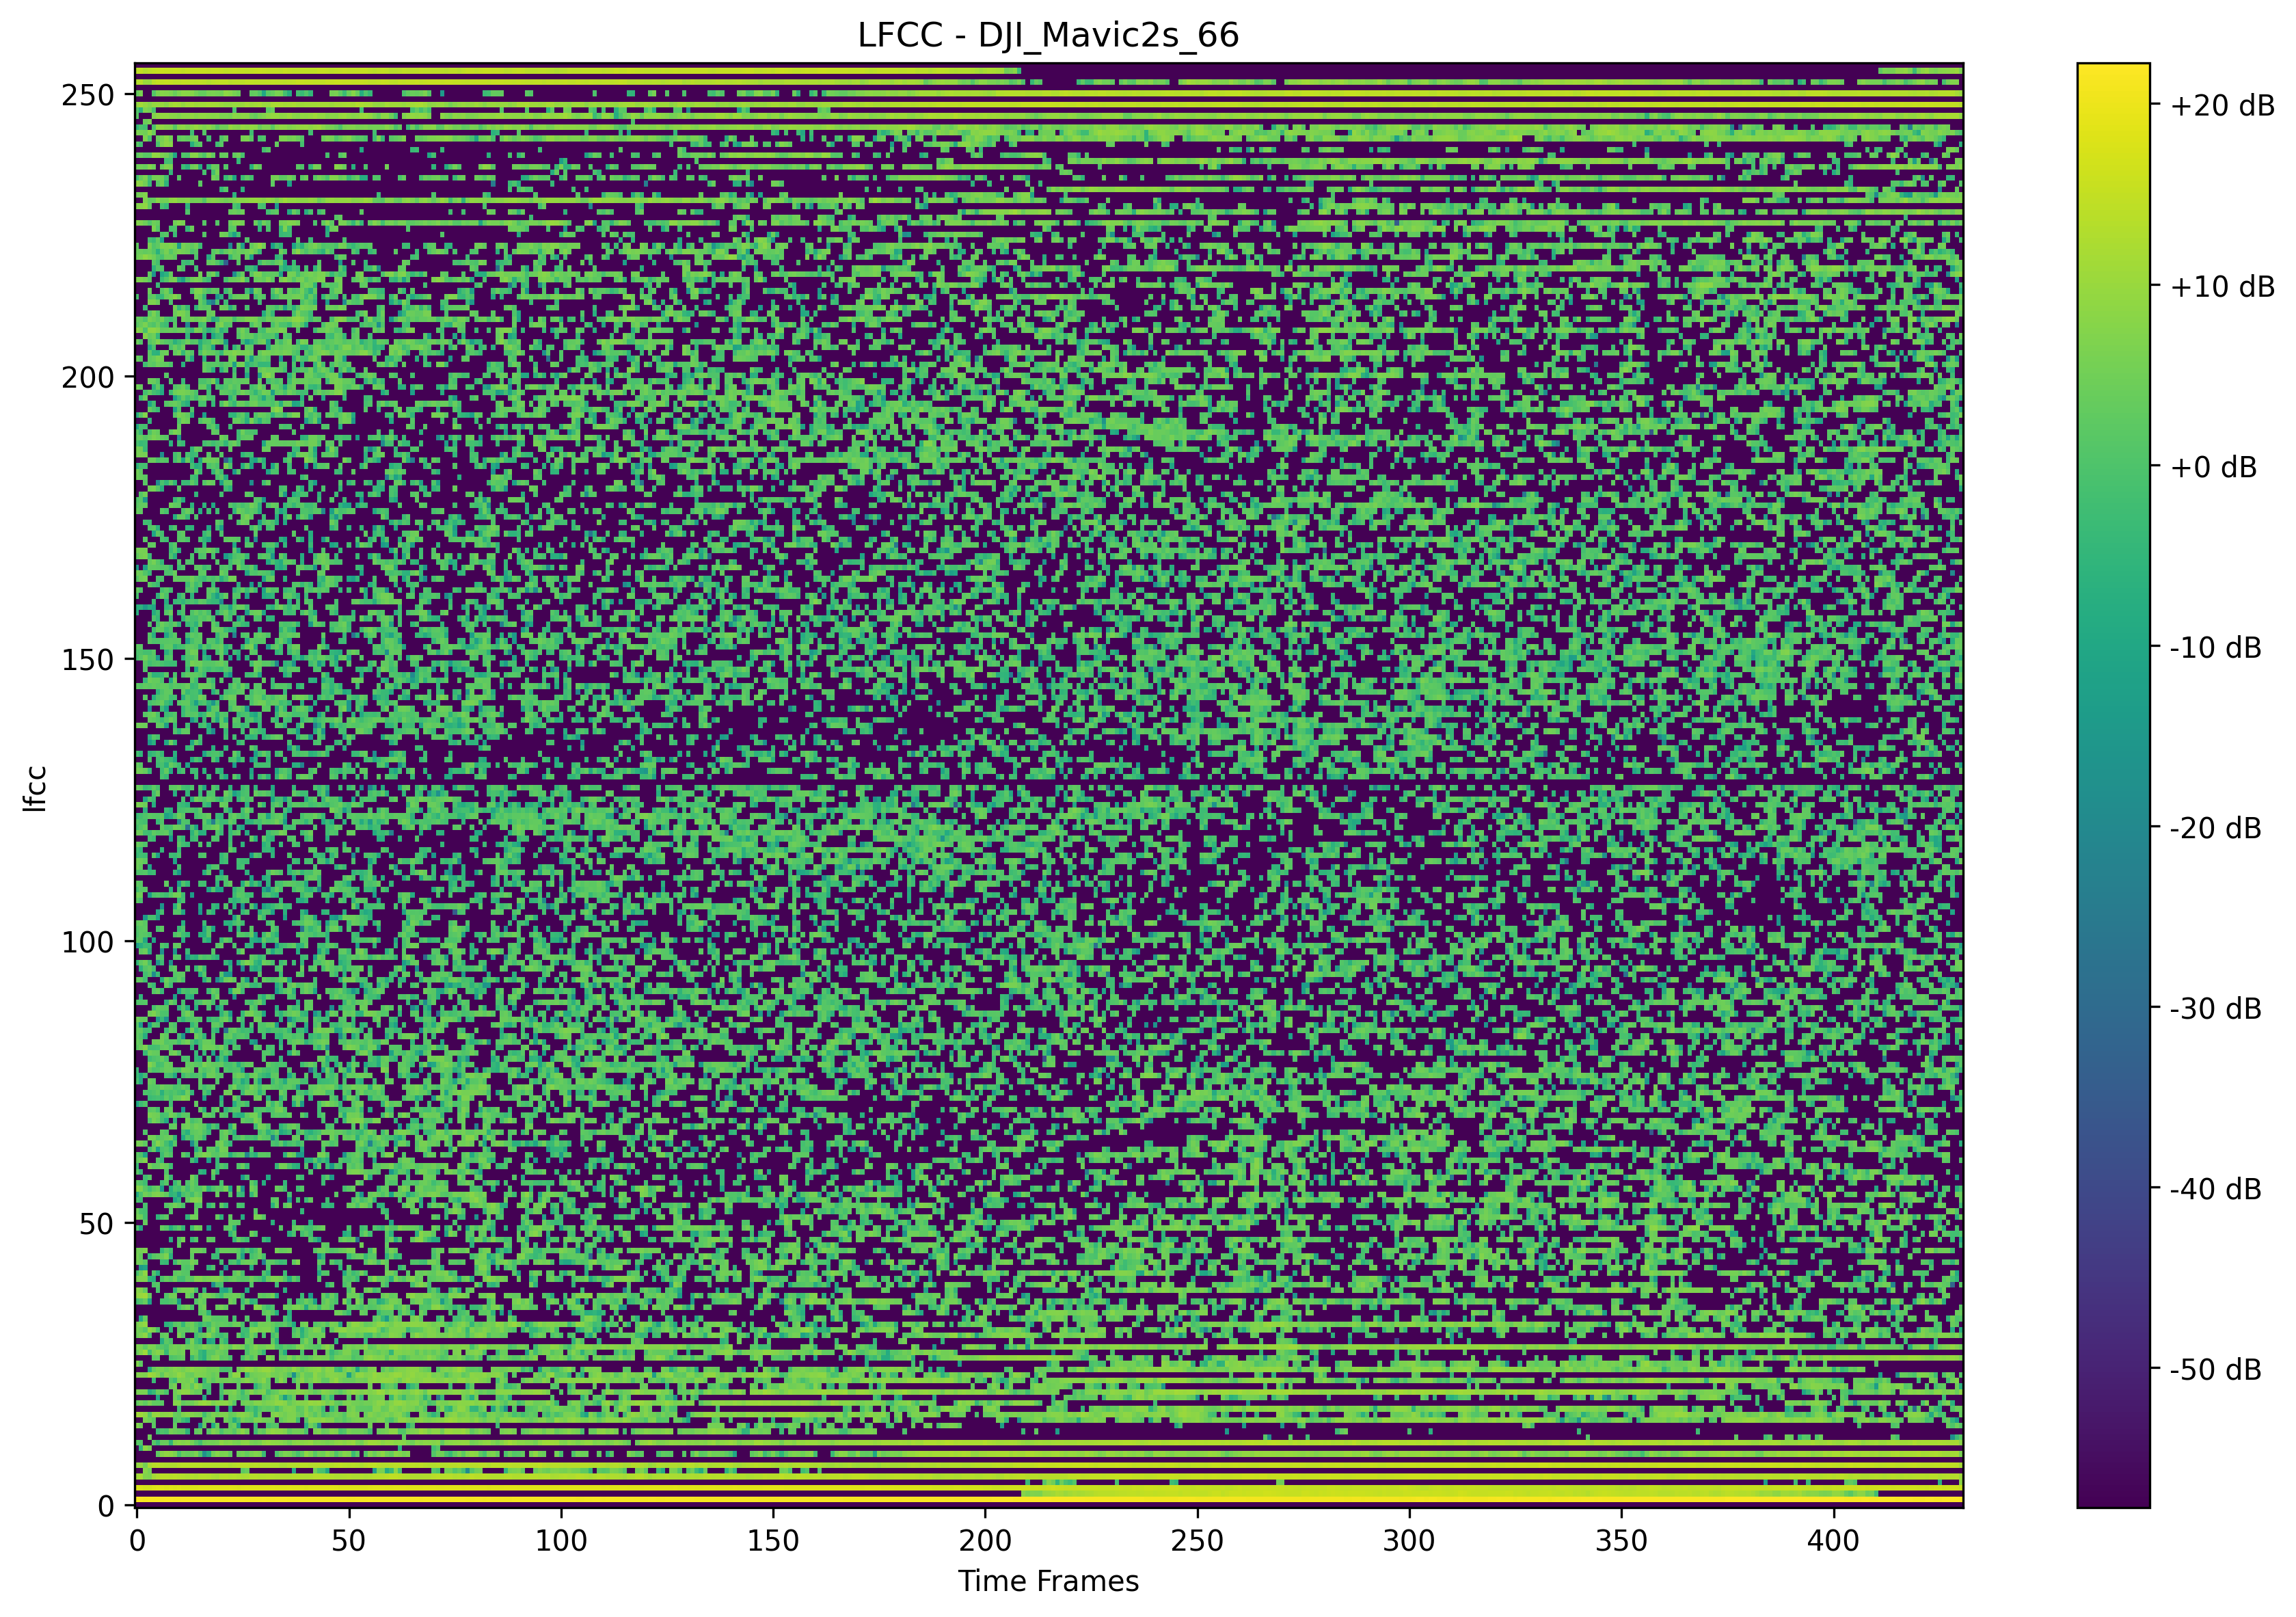 LFCC - DJI_Mavic2s_66
250
200
150
100
50
0
lfcc
0 50 100 150 200 250 300 350 400
Time Frames
+20 dB
+10 dB
+0 dB
-10 dB
-20 dB
-30 dB
-40 dB
-50 dB